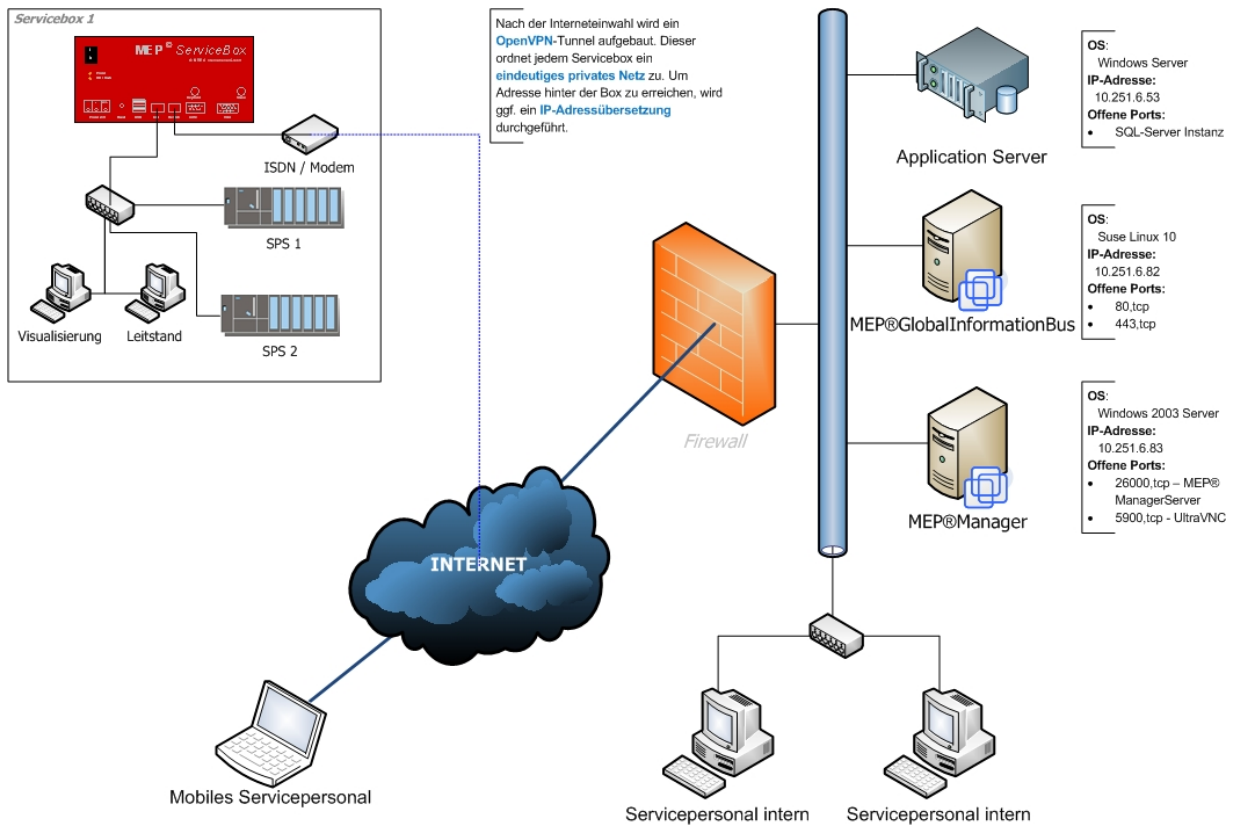 Servicebox 1
MEP® ServiceBox
ISDN / Modem
SPS 1
SPS 2
Visualisierung
Leitstand
Nach der Interneteinwahl wird ein
OpenVPN-Tunnel aufgebaut. Dieser
ordnet jedem Servicebox ein
eindeutiges privates Netz zu. Um
Adresse hinter der Box zu erreichen, wird
ggf. ein IP-Adressübersetzung
durchgeführt.
Application Server
OS:
Windows Server
IP-Adresse:
10.251.6.53
Offene Ports:
• SQL-Server Instanz
MEP®GlobalInformationBus
OS:
Suse Linux 10
IP-Adresse:
10.251.6.82
Offene Ports:
• 80,tcp
• 443,tcp
Firewall
MEP®Manager
OS:
Windows 2003 Server
IP-Adresse:
10.251.6.83
Offene Ports:
• 26000,tcp – MEP®
ManagerServer
• 5900,tcp - UltraVNC
INTERNET
Mobiles Servicepersonal
Servicepersonal intern
Servicepersonal intern